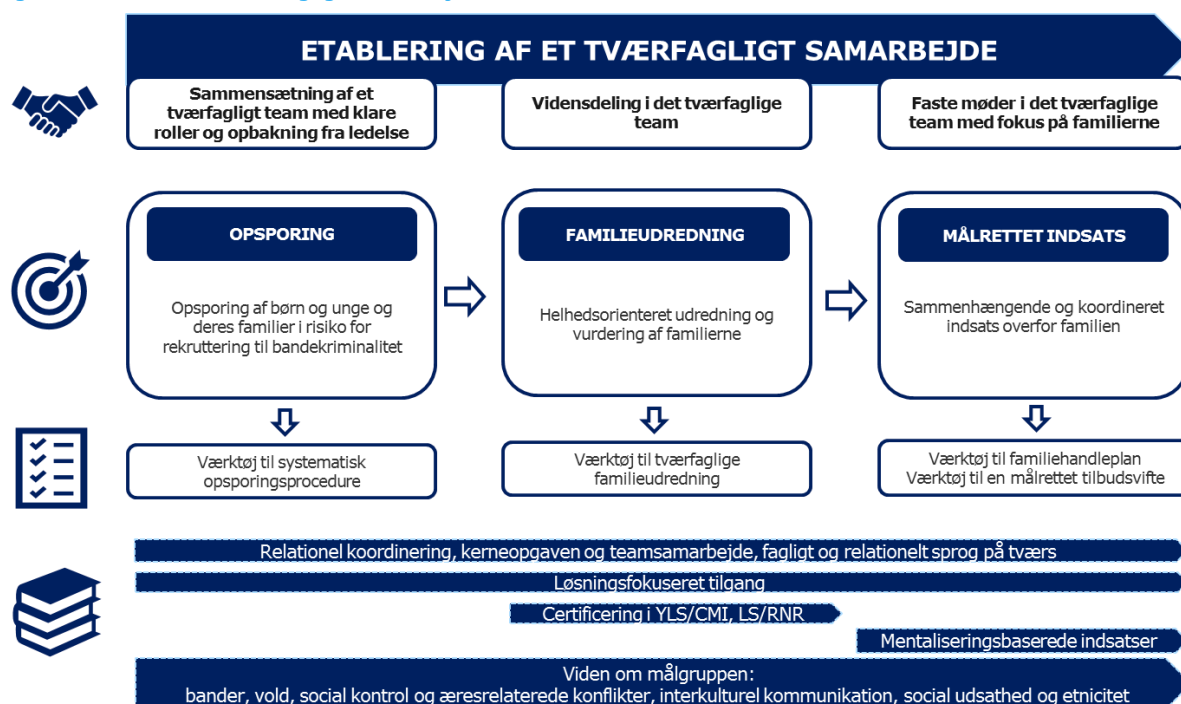 ETABLERING AF ET TVÆRFAGLIGT SAMARBEJDE
Sammensætning af et
tværfagligt team med klare
roller og opbakning fra ledelse
Vidensdeling i det tværfaglige
team
Faste møder i det tværfaglige
team med fokus på familierne
OPSPORING
Opsporing af børn og unge og
deres familier i risiko for
rekruttering til bandekriminalitet
FAMILIEUDREDNING
Helhedsorienteret udredning og
vurdering af familierne
MÅLRETTET INDSATS
Sammenhængende og koordineret
indsats overfor familien
Værktøj til systematisk
opsporingsprocedure
Værktøj til tværfaglige
familieudredning
Værktøj til familiehandleplan
Værktøj til en målrettet tilbudsvifte
Relationel koordinering, kerneopgaven og teamsamarbejde, fagligt og relationelt sprog på tværs
Løsningsfokuseret tilgang
Certificering i YLS/CMI, LS/RNR
Mentaliseringsbaserede indsatser
Viden om målgruppen:
bander, vold, social kontrol og æresrelaterede konflikter, interkulturel kommunikation, social udsathed og etnicitet